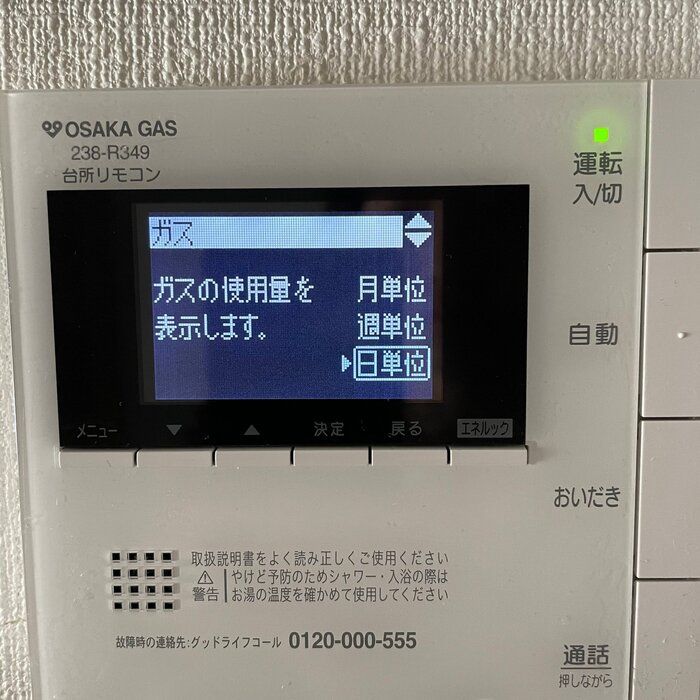 OSAKA GAS
238-R349
台所リモコン
運転
入/切
ガス
ガスの使用量を
表示します。
月単位
週単位
日単位
自動
メニュー
決定
戻る
エネルック
おいだき
取扱説明書をよく読み正しくご使用ください
やけど予防のためシャワー・入浴の際は
警告
お湯の温度を確かめて使用してください
故障時の連絡先:グッドライフコール 0120-000-555
通話
押しながら